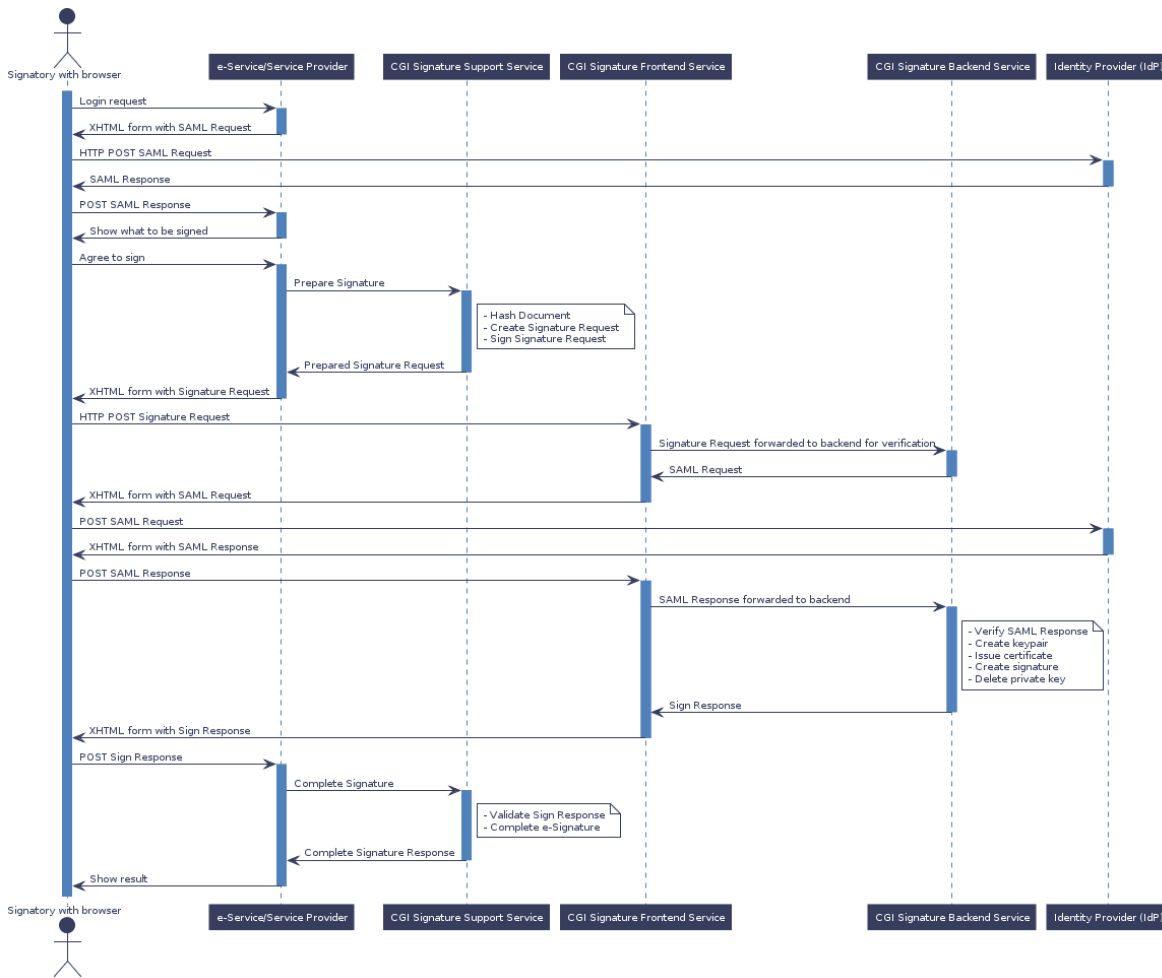 Signatory with browser
e-Service/Service Provider
CGI Signature Support Service
CGI Signature Frontend Service
CGI Signature Backend Service
Identity Provider (IdP)
Login request
XHTML form with SAML Request
HTTP POST SAML Request
SAML Response
POST SAML Response
Show what to be signed
Agree to sign
Prepare Signature
- Hash Document
- Create Signature Request
- Sign Signature Request
Prepared Signature Request
XHTML form with Signature Request
HTTP POST Signature Request
Signature Request forwarded to backend for verification
SAML Request
XHTML form with SAML Request
POST SAML Request
XHTML form with SAML Response
POST SAML Response
SAML Response forwarded to backend
- Verify SAML Response
- Create keypair
- Issue certificate
- Create signature
- Delete private key
Sign Response
XHTML form with Sign Response
POST Sign Response
Complete Signature
- Validate Sign Response
- Complete e-Signature
Complete Signature Response
Show result
Signatory with browser
e-Service/Service Provider
CGI Signature Support Service
CGI Signature Frontend Service
CGI Signature Backend Service
Identity Provider (IdP)